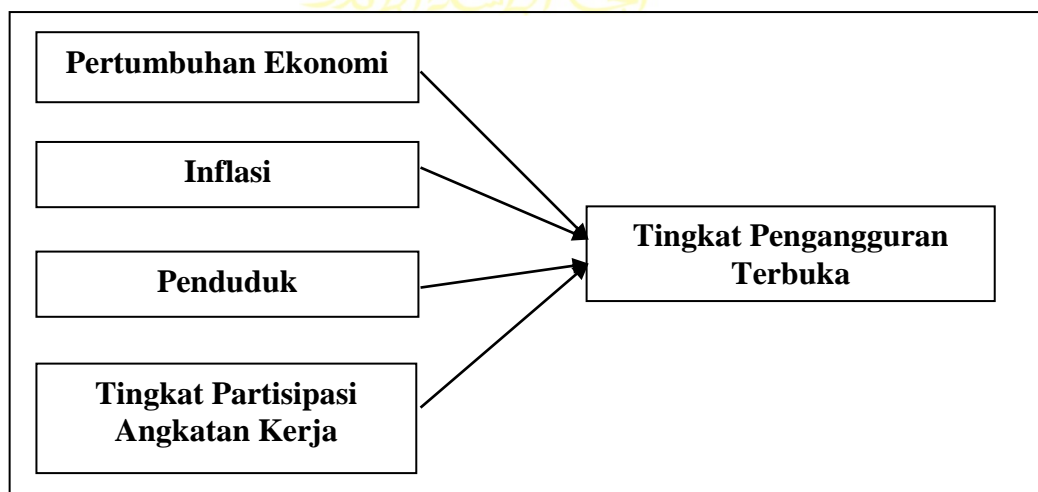 Pertumbuhan Ekonomi
Inflasi
Penduduk
Tingkat Partisipasi
Angkatan Kerja
Tingkat Pengangguran
Terbuka